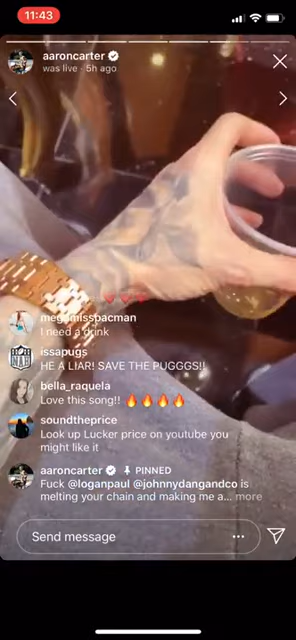 11:43
aaroncarter
was live · 5h ago
megamisspacman
I need a drink
issapugs
HE A LIAR! SAVE THE PUGGGS!!
bella_raquela
Love this song!! 🔥🔥🔥🔥
soundtheprice
Look up Lucker price on youtube you
might like it
aaroncarter PINNED
Fuck @loganpaul @johnnydangandco is
melting your chain and making me a... more
Send message